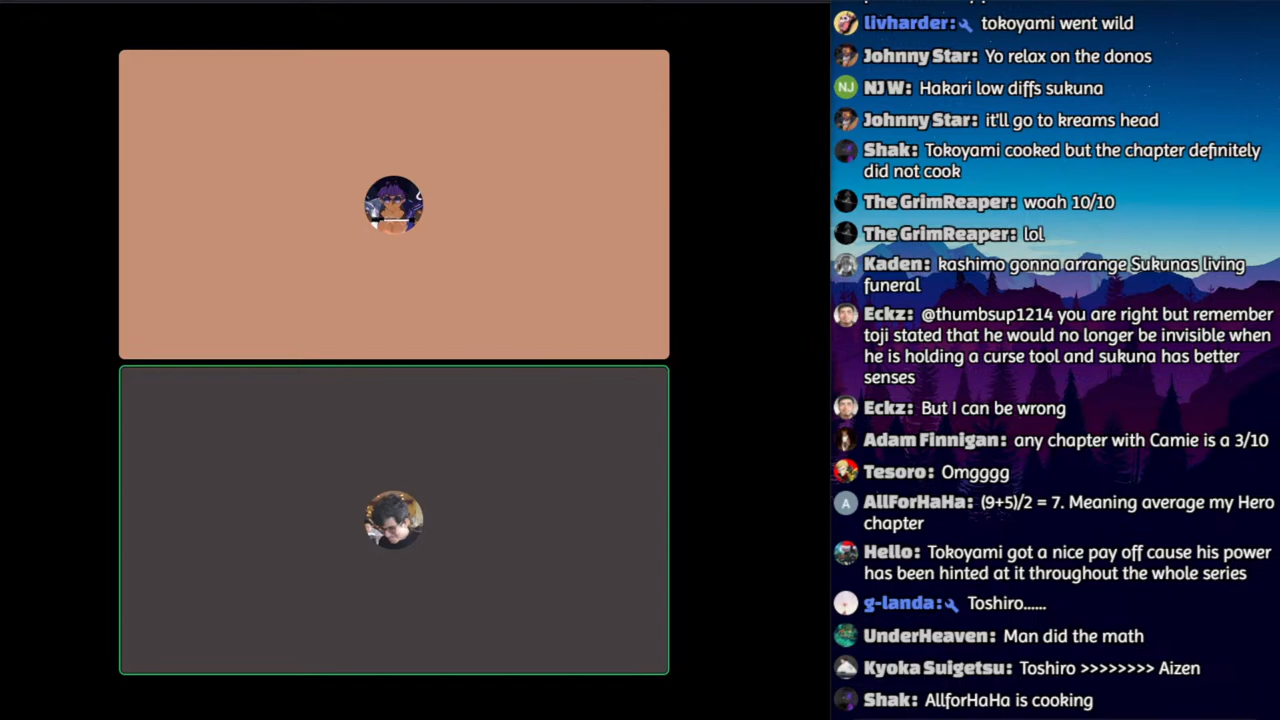 livharder: tokoyami went wild
Johnny Star: Yo relax on the donos
NJ
NJ W: Hakari low diffs sukuna
Johnny Star: it'll go to kreams head
Shak: Tokoyami cooked but the chapter definitely
did not cook
The GrimReaper: woah 10/10
The GrimReaper: lol
Kaden: kashimo gonna arrange Sukunas living
funeral
Eckz: @thumbsup1214 you are right but remember
toji stated that he would no longer be invisible when
he is holding a curse tool and sukuna has better
senses
Eckz: But I can be wrong
Adam Finnigan: any chapter with Camie is a 3/10
Tesoro: Omgggg
A
AllForHaHa: (9+5)/2 = 7. Meaning average my Hero
chapter
Hello: Tokoyami got a nice pay off cause his power
has been hinted at it throughout the whole series
g-landa: Toshiro......
UnderHeaven: Man did the math
Kyoka Suigetsu: Toshiro >>>>>>>> Aizen
Shak: AllforHaHa is cooking